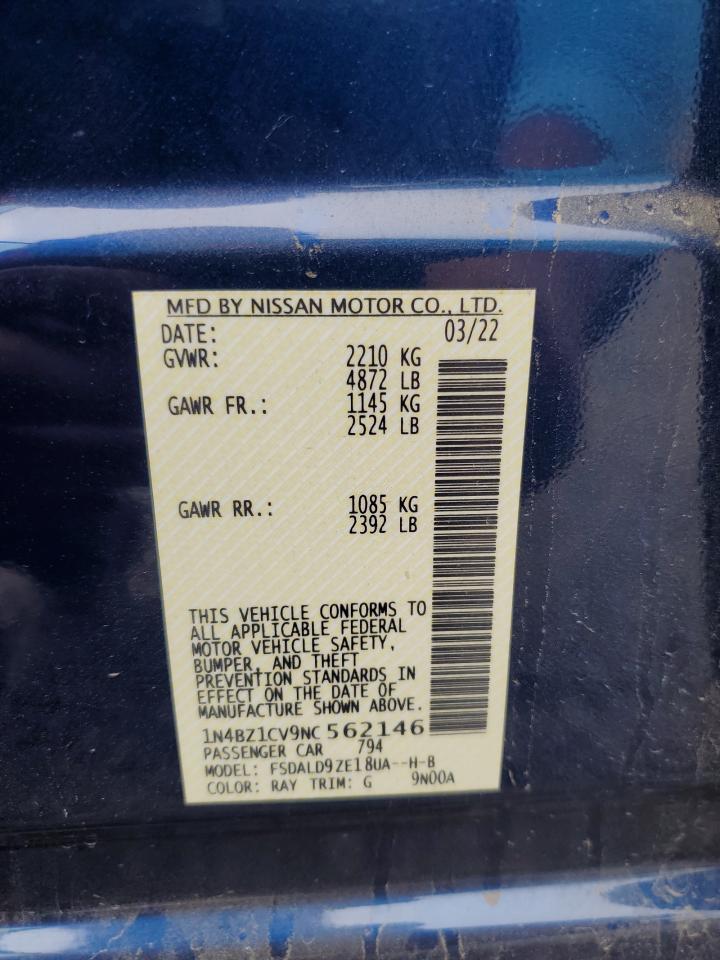 MFD BY NISSAN MOTOR CO., LTD.
DATE: 03/22
GVWR: 2210 KG
4872 LB
GAWR FR.: 1145 KG
2524 LB
GAWR RR.: 1085 KG
2392 LB
THIS VEHICLE CONFORMS TO
ALL APPLICABLE FEDERAL
MOTOR VEHICLE SAFETY,
BUMPER, AND THEFT
PREVENTION STANDARDS IN
EFFECT ON THE DATE OF
MANUFACTURE SHOWN ABOVE.
1N4BZ1CV9NC 562146
PASSENGER CAR 794
MODEL: FSDALD9ZE18UA--H-B
COLOR: RAY TRIM: G 9N00A